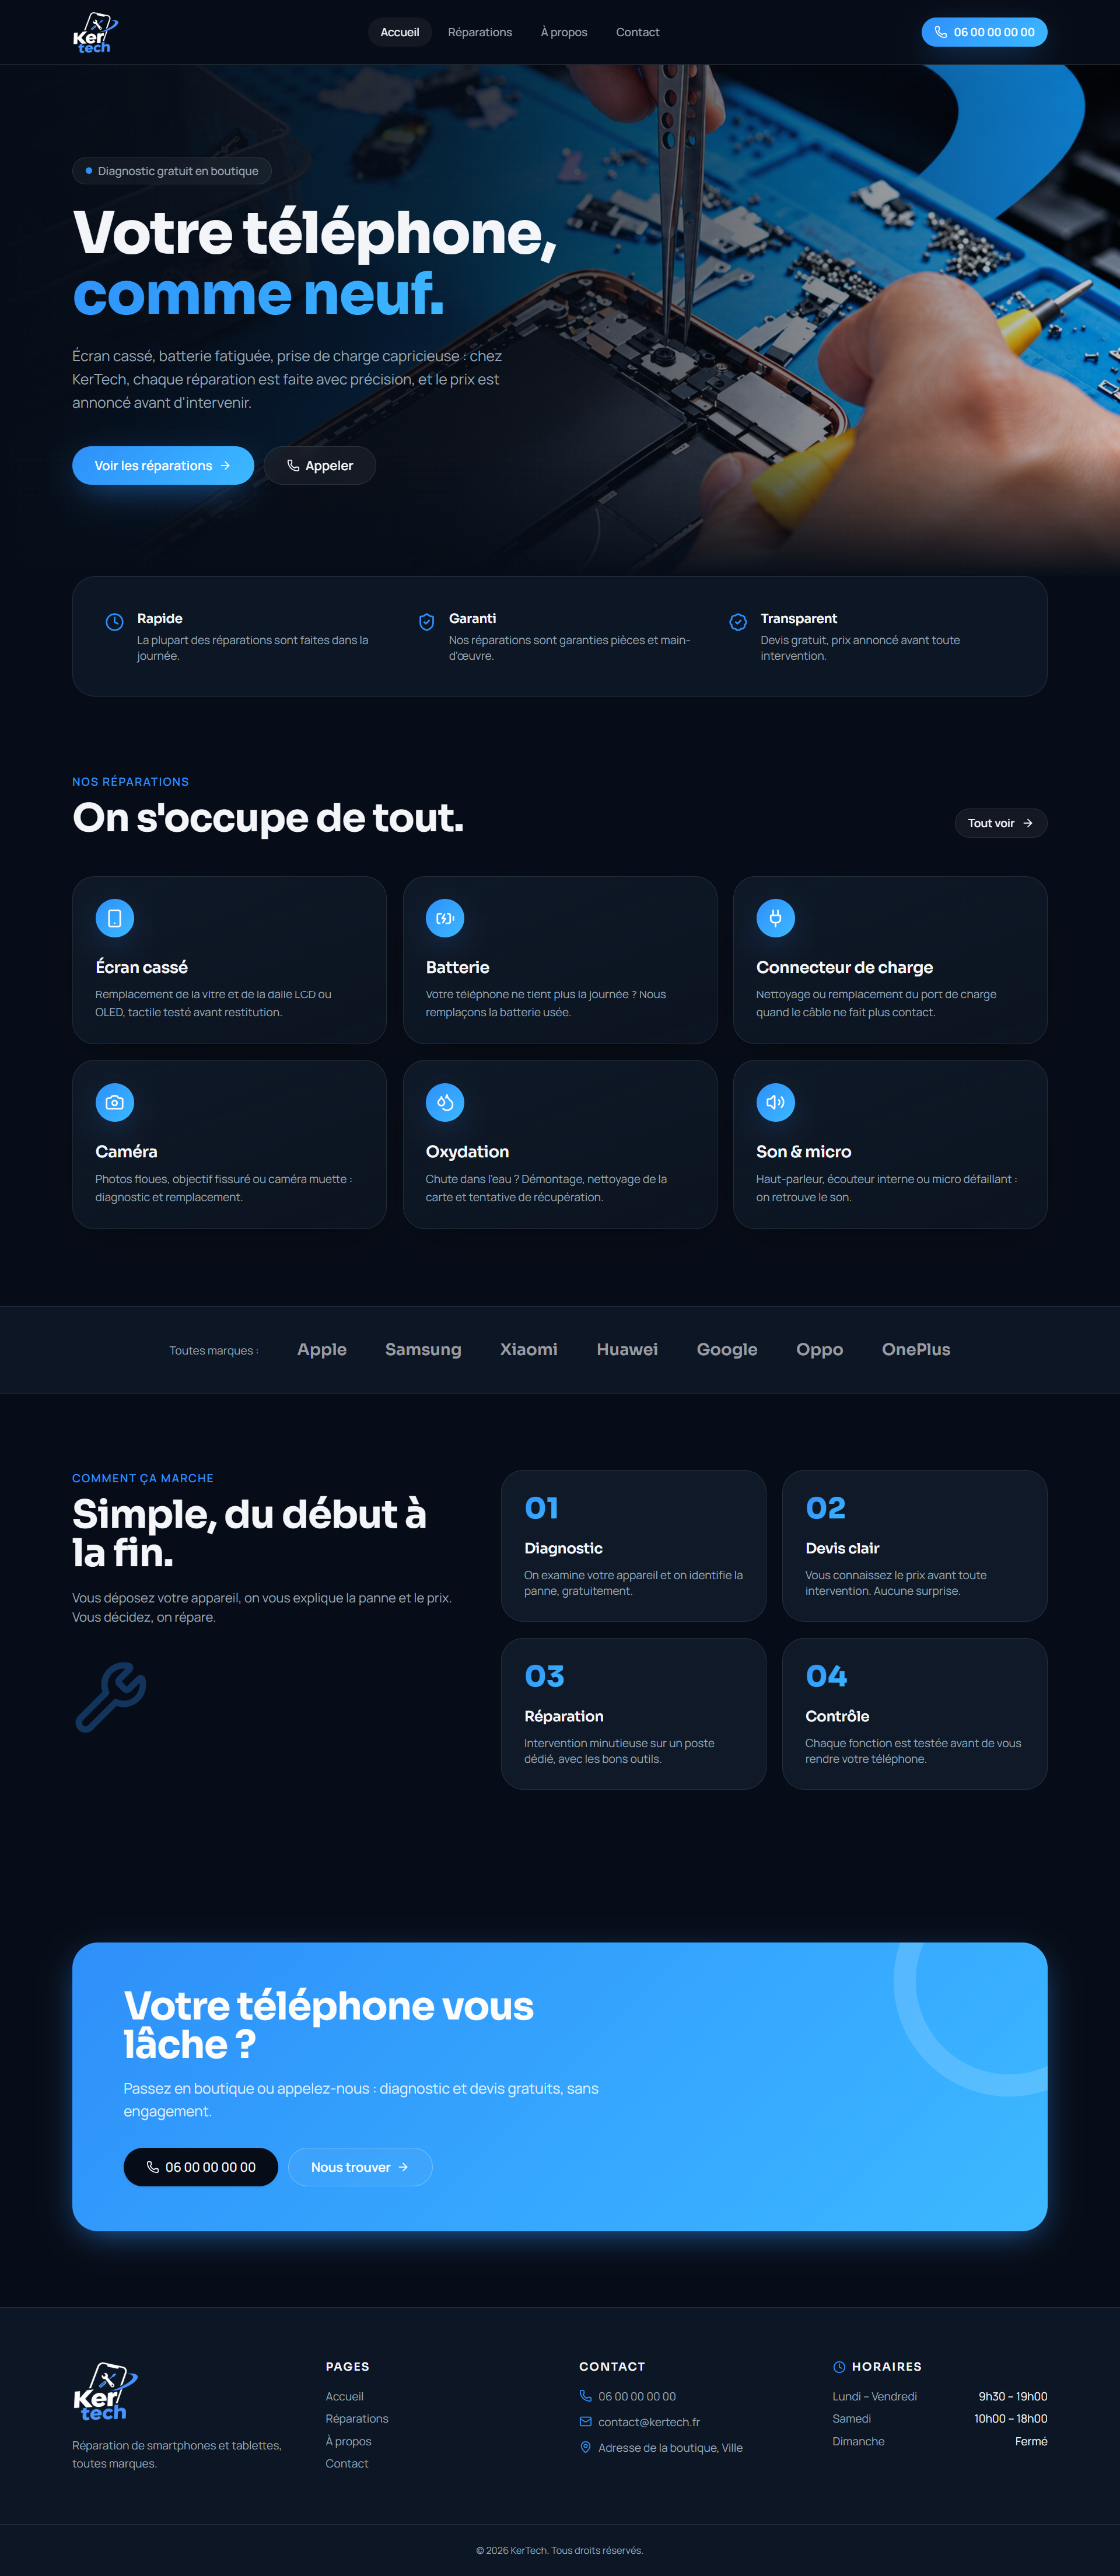 Ker
tech
Accueil
Réparations
À propos
Contact
06 00 00 00 00
Diagnostic gratuit en boutique
Votre téléphone,
comme neuf.
Écran cassé, batterie fatiguée, prise de charge capricieuse : chez
KerTech, chaque réparation est faite avec précision, et le prix est
annoncé avant d'intervenir.
Voir les réparations
Appeler
Rapide
La plupart des réparations sont faites dans la
journée.
Garanti
Nos réparations sont garanties pièces et main-
d'œuvre.
Transparent
Devis gratuit, prix annoncé avant toute
intervention.
NOS RÉPARATIONS
On s'occupe de tout.
Tout voir
Écran cassé
Remplacement de la vitre et de la dalle LCD ou
OLED, tactile testé avant restitution.
Batterie
Votre téléphone ne tient plus la journée ? Nous
remplaçons la batterie usée.
Connecteur de charge
Nettoyage ou remplacement du port de charge
quand le câble ne fait plus contact.
Caméra
Photos floues, objectif fissuré ou caméra muette :
diagnostic et remplacement.
Oxydation
Chute dans l'eau ? Démontage, nettoyage de la
carte et tentative de récupération.
Son & micro
Haut-parleur, écouteur interne ou micro défaillant :
on retrouve le son.
Toutes marques :
Apple
Samsung
Xiaomi
Huawei
Google
Oppo
OnePlus
COMMENT ÇA MARCHE
Simple, du début à
la fin.
Vous déposez votre appareil, on vous explique la panne et le prix.
Vous décidez, on répare.
01
Diagnostic
On examine votre appareil et on identifie la
panne, gratuitement.
02
Devis clair
Vous connaissez le prix avant toute
intervention. Aucune surprise.
03
Réparation
Intervention minutieuse sur un poste
dédié, avec les bons outils.
04
Contrôle
Chaque fonction est testée avant de vous
rendre votre téléphone.
Votre téléphone vous
lâche ?
Passez en boutique ou appelez-nous : diagnostic et devis gratuits, sans
engagement.
06 00 00 00 00
Nous trouver
Ker
tech
Réparation de smartphones et tablettes,
toutes marques.
PAGES
Accueil
Réparations
À propos
Contact
CONTACT
06 00 00 00 00
contact@kertech.fr
Adresse de la boutique, Ville
HORAIRES
Lundi – Vendredi 9h30 – 19h00
Samedi 10h00 – 18h00
Dimanche Fermé
© 2026 KerTech. Tous droits réservés.